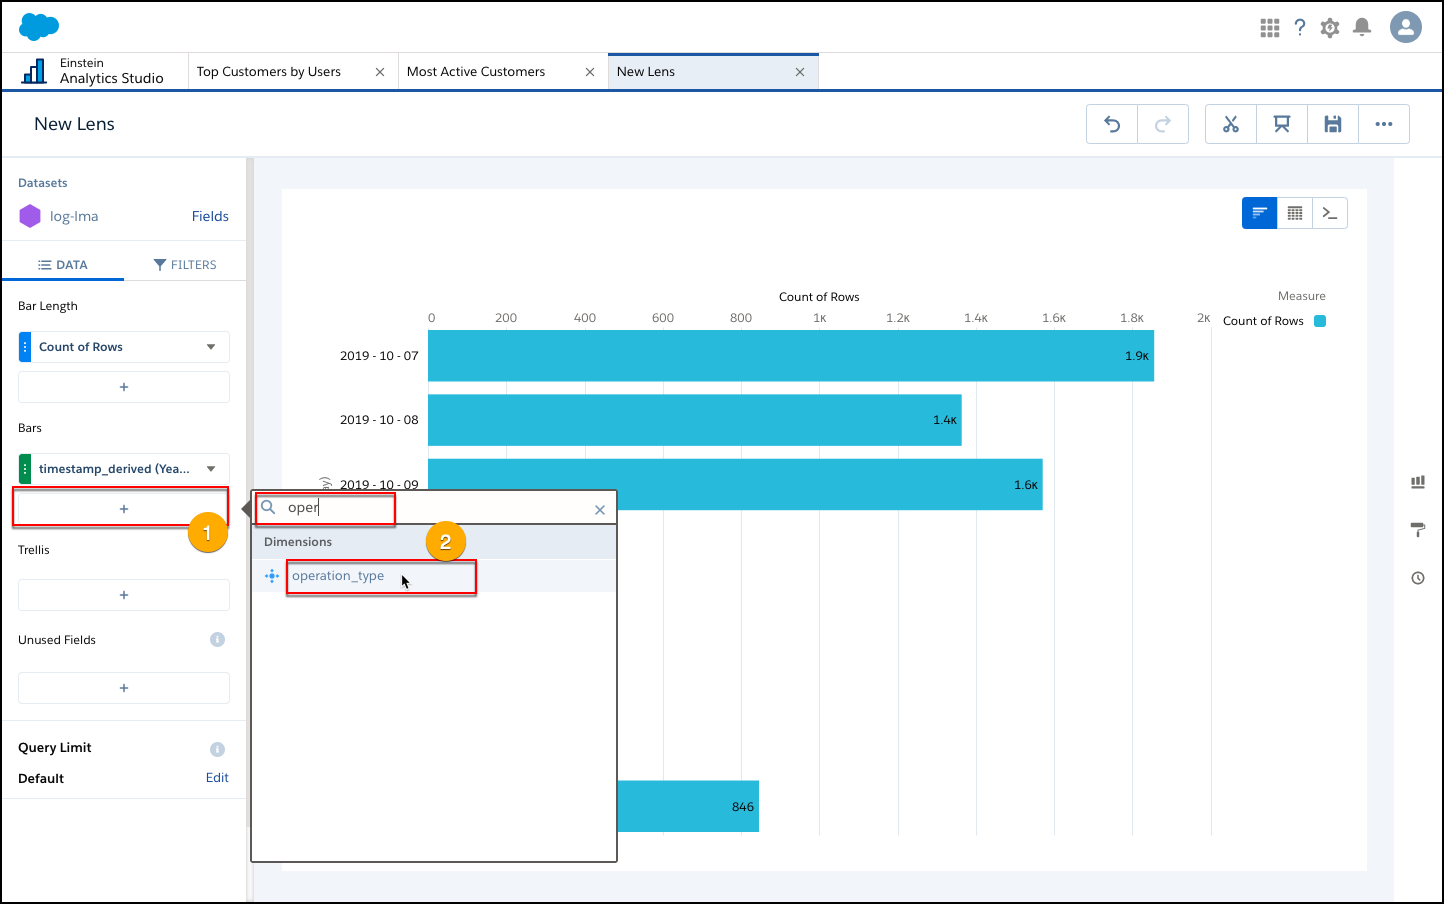 Einstein
Analytics Studio
Top Customers by Users
Most Active Customers
New Lens
New Lens
Datasets
log-lma
Fields
DATA
FILTERS
Bar Length
Count of Rows
+
Bars
timestamp_derived (Yea...
+
1
Trellis
+
Unused Fields
+
Query Limit
Default
Edit
oper
2
Dimensions
operation_type
Count of Rows
0 200 400 600 800 1K 1.2K 1.4K 1.6K 1.8K 2K
2019 - 10 - 07
1.9K
2019 - 10 - 08
1.4K
2019 - 10 - 09
1.6K
ay)
846
Measure
Count of Rows